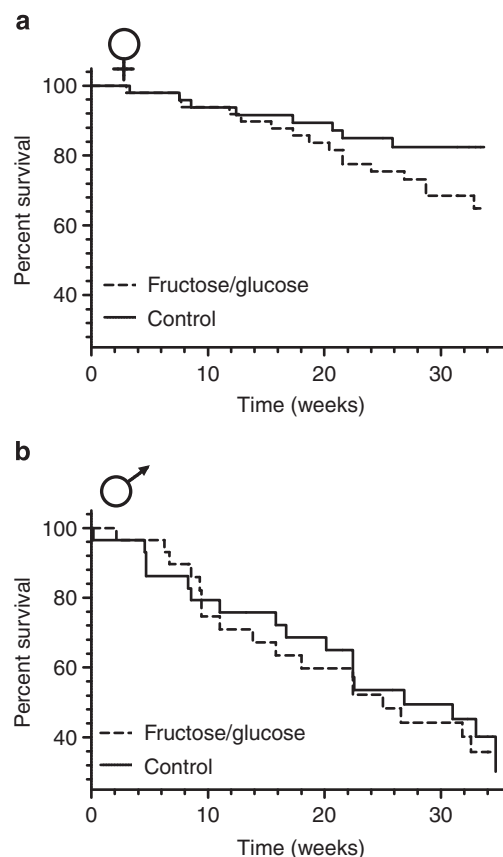 a
100
80
60
40
Percent survival
Fructose/glucose
Control
0 10 20 30
Time (weeks)
b
100
80
60
40
Percent survival
Fructose/glucose
Control
0 10 20 30
Time (weeks)